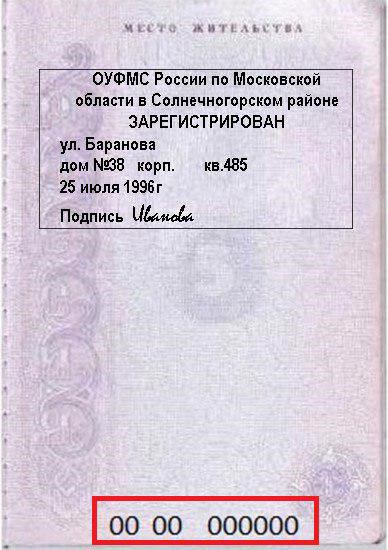 МЕСТО ЖИТЕЛЬСТВА
ОУФМС России по Московской
области в Солнечногорском районе
ЗАРЕГИСТРИРОВАН
ул. Баранова
дом №38 корп. кв.485
25 июля 1996г
Подпись Иванова
00 00 000000